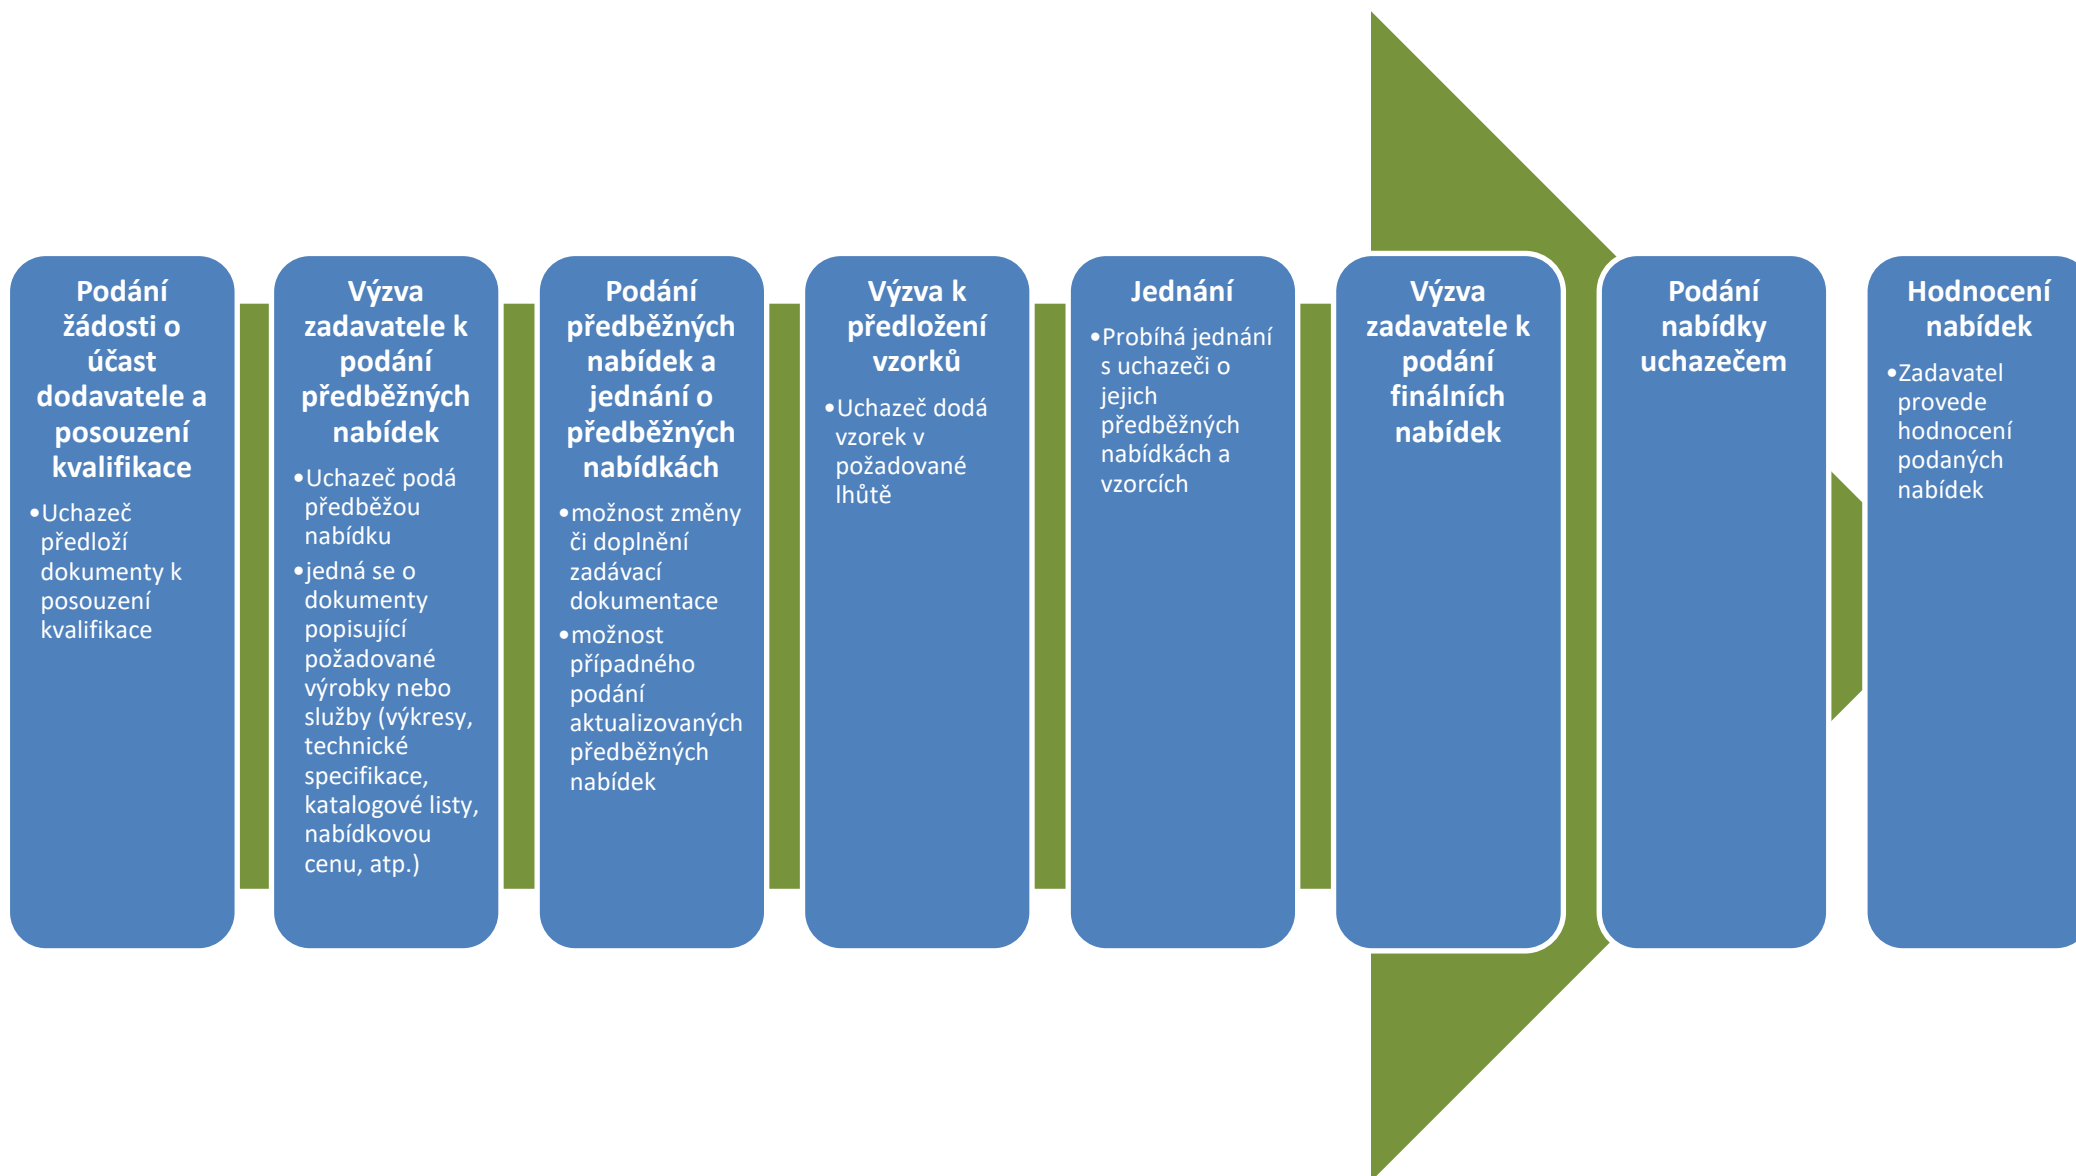 Podání
žádosti o
účast
dodavatele a
posouzení
kvalifikace
•Uchazeč
předloží
dokumenty k
posouzení
kvalifikace
Výzva
zadavatele k
podání
předběžných
nabídek
•Uchazeč podá
předběžou
nabídku
•jedná se o
dokumenty
popisující
požadované
výrobky nebo
služby (výkresy,
technické
specifikace,
katalogové listy,
nabídkovou
cenu, atp.)
Podání
předběžných
nabídek a
jednání o
předběžných
nabídkách
•možnost změny
či doplnění
zadávací
dokumentace
•možnost
případného
podání
aktualizovaných
předběžných
nabídek
Výzva k
předložení
vzorků
•Uchazeč dodá
vzorek v
požadované
lhůtě
Jednání
•Probíhá jednání
s uchazeči o
jejich
předběžných
nabídkách a
vzorcích
Výzva
zadavatele k
podání
finálních
nabídek
Podání
nabídky
uchazečem
Hodnocení
nabídek
•Zadavatel
provede
hodnocení
podaných
nabídek